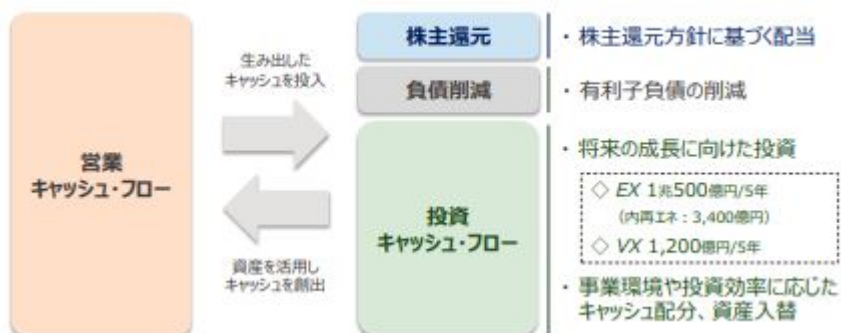 営業
キャッシュ・フロー
生み出した
キャッシュを投入
資産を活用し
キャッシュを創出
株主還元
・株主還元方針に基づく配当
負債削減
・有利子負債の削減
投資
キャッシュ・フロー
・将来の成長に向けた投資
◇ EX 1兆500億円/5年
(内再エネ：3,400億円)
◇ VX 1,200億円/5年
・事業環境や投資効率に応じた
キャッシュ配分、資産入替